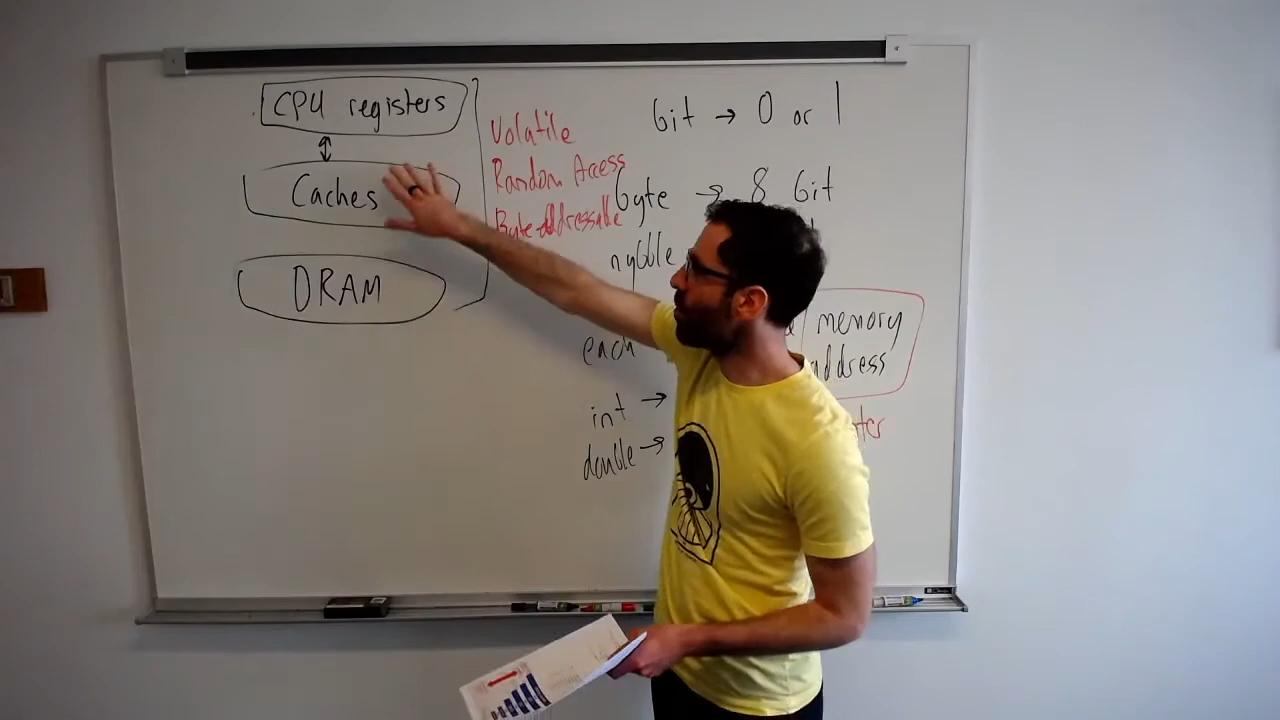 CPU registers
Caches
DRAM
Volatile
Random Access
Byte-addressable
bit → 0 or 1
byte → 8 bit
nybble
each
memory
address
int →
double →